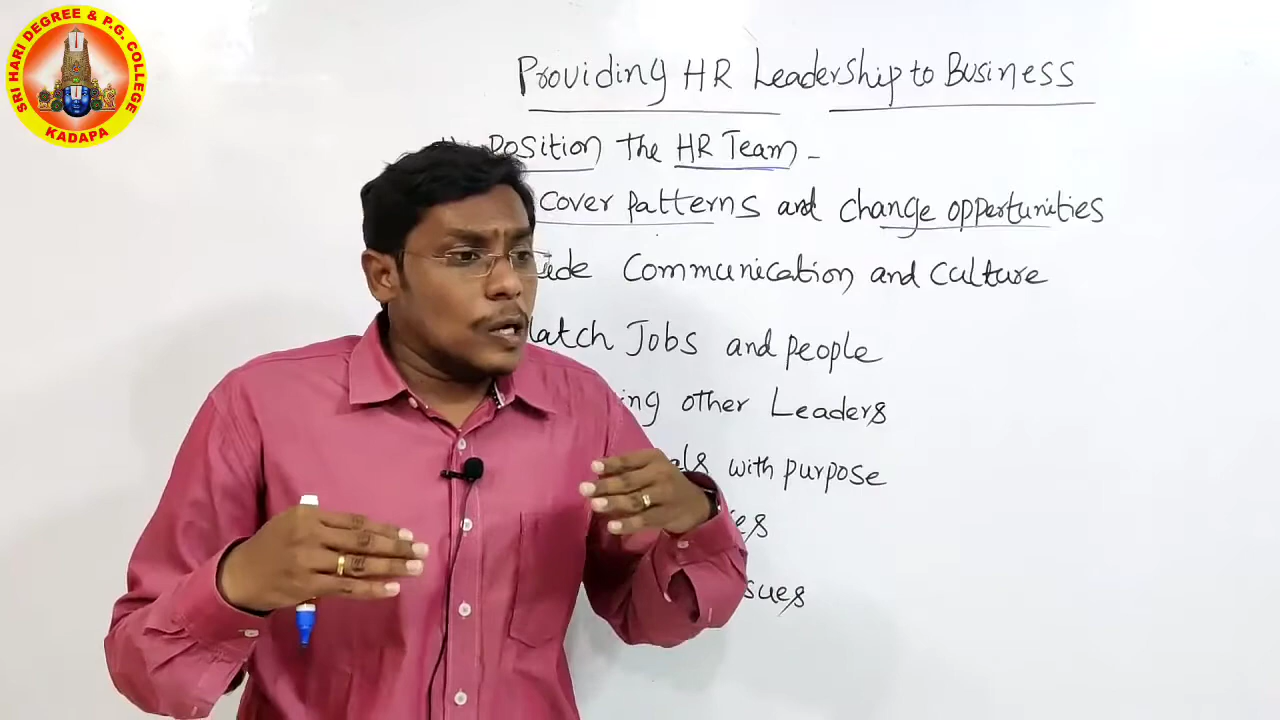 SRI HARI DEGREE & P.G. COLLEGE
KADAPA
Providing HR Leadership to Business
Position The HR Team -
cover patterns and change oppertunities
Communication and Culture
Jobs and people
other Leaders
with purpose